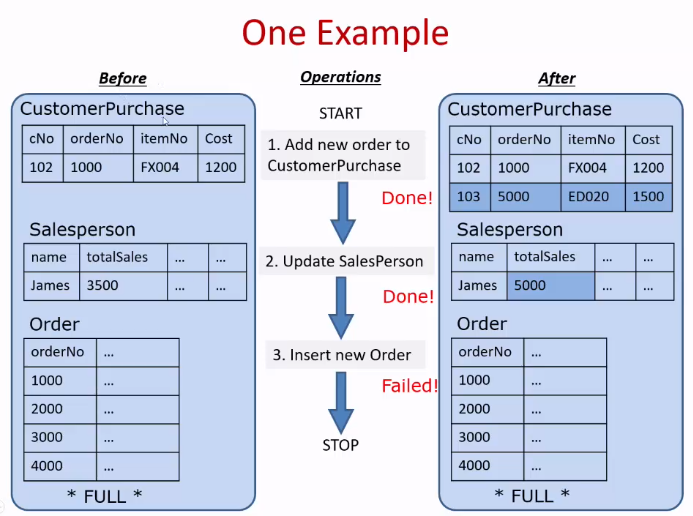 One Example
Before
Operations
After
CustomerPurchase
cNo orderNo itemNo Cost
102 1000 FX004 1200
Salesperson
name totalSales ... ...
James 3500 ... ...
Order
orderNo ...
1000
2000 ...
3000 ...
4000 ...
* FULL *
START
1. Add new order to
CustomerPurchase
Done!
2. Update SalesPerson
Done!
3. Insert new Order
Failed!
STOP
CustomerPurchase
cNo orderNo itemNo Cost
102 1000 FX004 1200
103 5000 ED020 1500
Salesperson
name totalSales ... ...
James 5000 ... ...
Order
orderNo ...
1000 ...
2000 ...
3000 ...
4000 ...
* FULL *